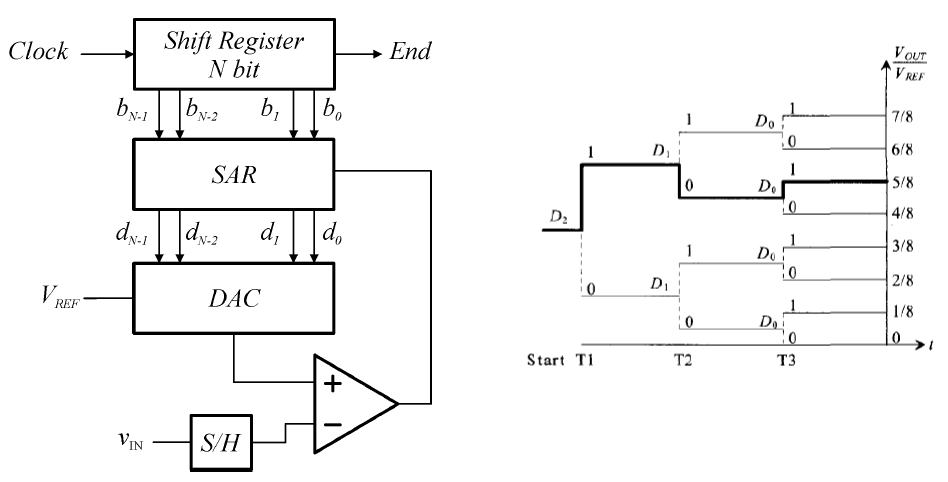 Clock
Shift Register
N bit
End
b_{N-1} b_{N-2} b_1 b_0
SAR
d_{N-1} d_{N-2} d_1 d_0
V_{REF}
DAC
+
−
v_{IN}
S/H
V_{OUT}
V_{REF}
1 7/8
D_0
1
0 6/8
1 D_1
1 5/8
0 D_0
0 4/8
D_2
1 3/8
1 D_0
0 2/8
0 D_1
1 1/8
0 D_0
0 0
t
Start T1 T2 T3